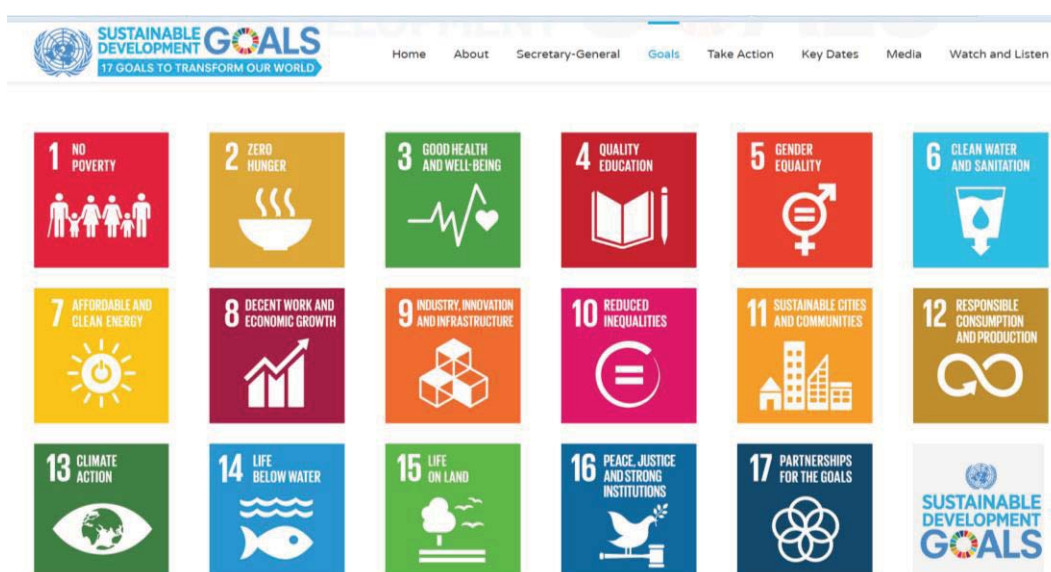 SUSTAINABLE
DEVELOPMENT GOALS
17 GOALS TO TRANSFORM OUR WORLD
Home About Secretary-General Goals Take Action Key Dates Media Watch and Listen
1 NO
POVERTY
2 ZERO
HUNGER
3 GOOD HEALTH
AND WELL-BEING
4 QUALITY
EDUCATION
5 GENDER
EQUALITY
6 CLEAN WATER
AND SANITATION
7 AFFORDABLE AND
CLEAN ENERGY
8 DECENT WORK AND
ECONOMIC GROWTH
9 INDUSTRY, INNOVATION
AND INFRASTRUCTURE
10 REDUCED
INEQUALITIES
11 SUSTAINABLE CITIES
AND COMMUNITIES
12 RESPONSIBLE
CONSUMPTION
AND PRODUCTION
13 CLIMATE
ACTION
14 LIFE
BELOW WATER
15 LIFE
ON LAND
16 PEACE, JUSTICE
AND STRONG
INSTITUTIONS
17 PARTNERSHIPS
FOR THE GOALS
SUSTAINABLE
DEVELOPMENT
GOALS